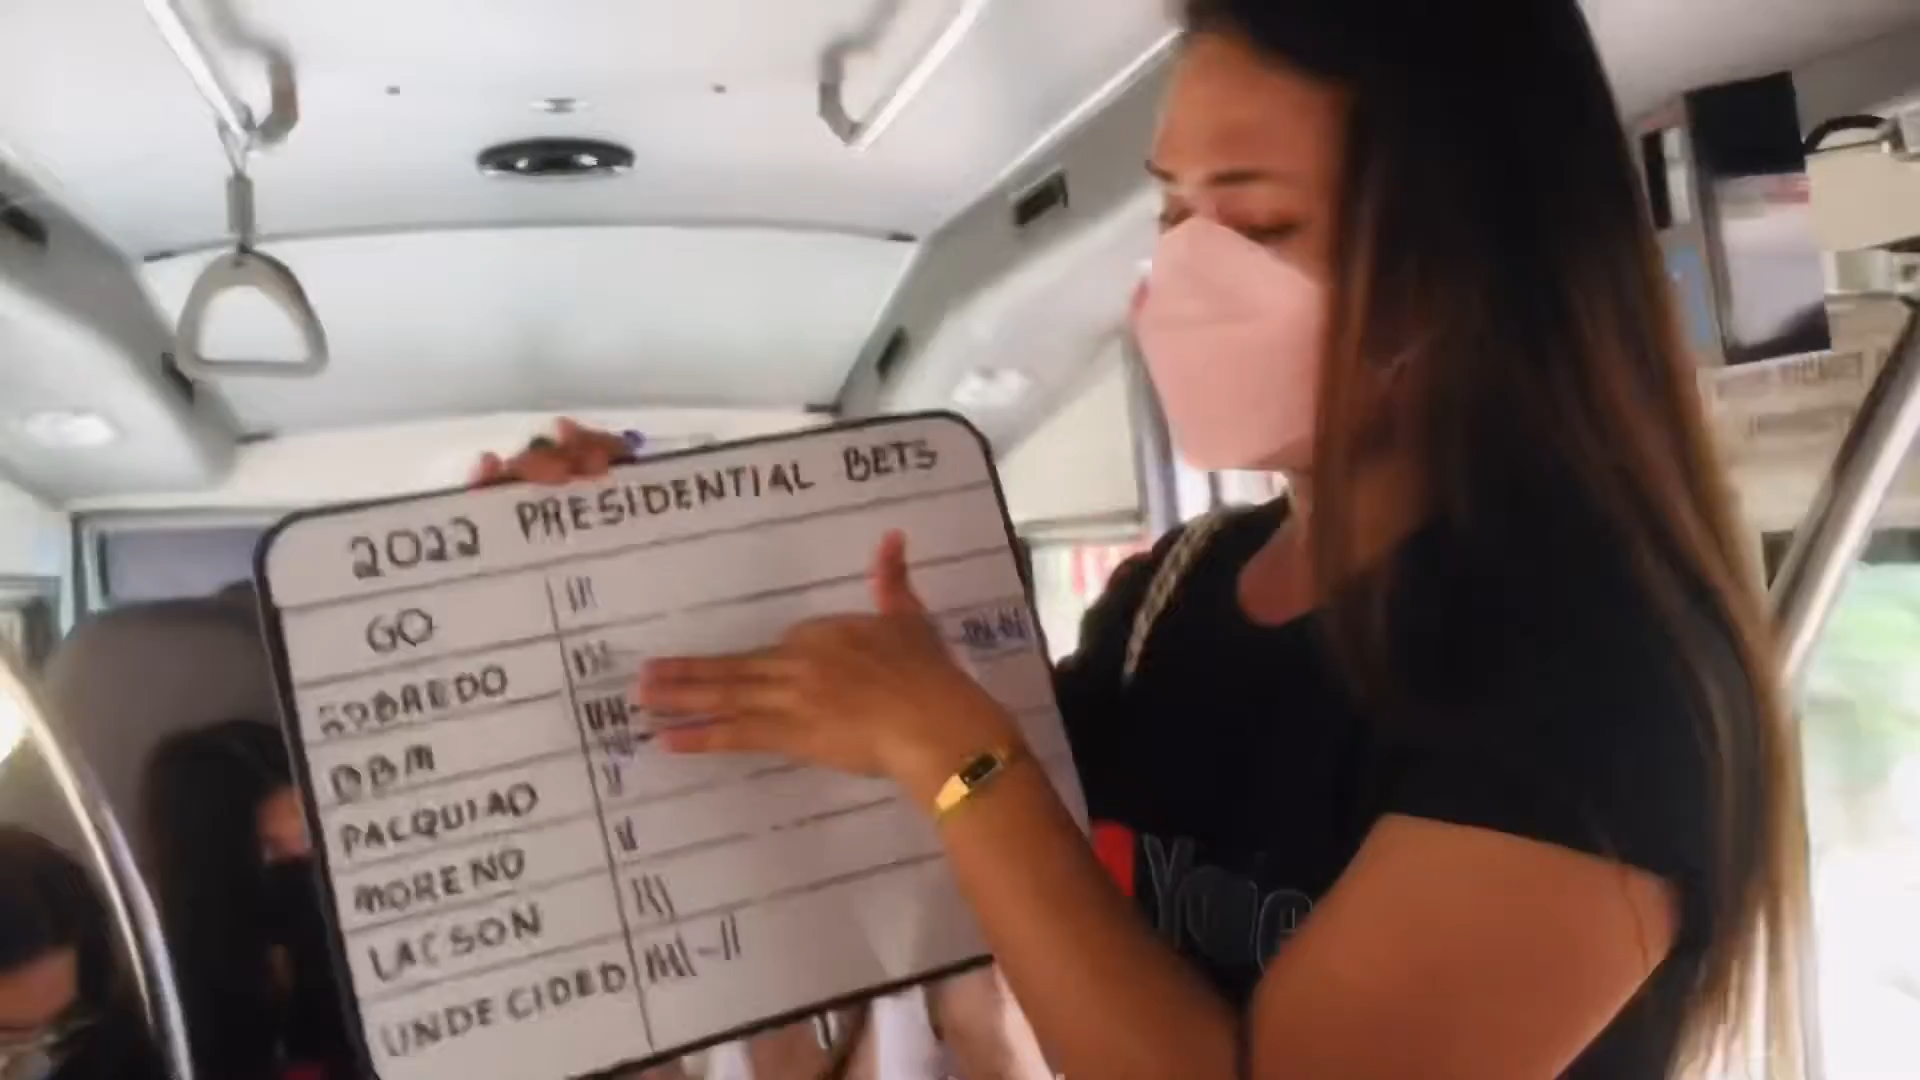 2022 PRESIDENTIAL BETS
GO
ROBREDO
BBM
PACQUIAO
MORENO
LACSON
UNDECIDED